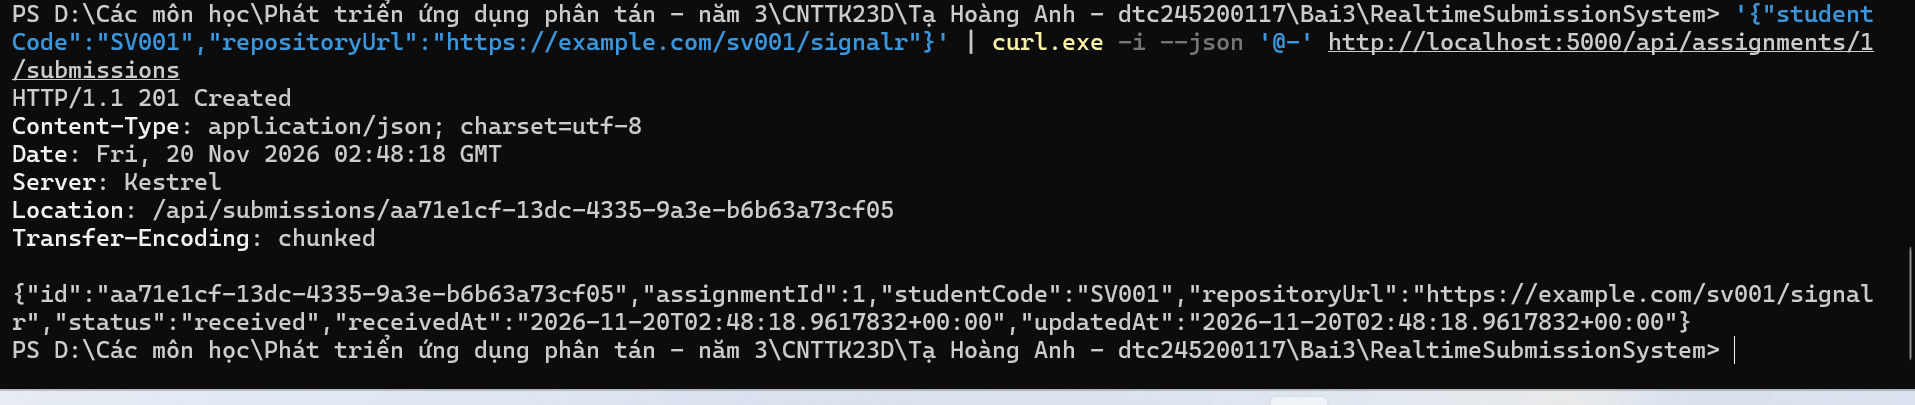 PS D:\Các môn học\Phát triển ứng dụng phân tán - năm 3\CNTTK23D\Tạ Hoàng Anh - dtc245200117\Bai3\RealtimeSubmissionSystem> '{"student
Code":"SV001","repositoryUrl":"https://example.com/sv001/signalr"}' | curl.exe -i --json '@-' http://localhost:5000/api/assignments/1
/submissions
HTTP/1.1 201 Created
Content-Type: application/json; charset=utf-8
Date: Fri, 20 Nov 2026 02:48:18 GMT
Server: Kestrel
Location: /api/submissions/aa71e1cf-13dc-4335-9a3e-b6b63a73cf05
Transfer-Encoding: chunked

{"id":"aa71e1cf-13dc-4335-9a3e-b6b63a73cf05","assignmentId":1,"studentCode":"SV001","repositoryUrl":"https://example.com/sv001/signal
r","status":"received","receivedAt":"2026-11-20T02:48:18.9617832+00:00","updatedAt":"2026-11-20T02:48:18.9617832+00:00"}
PS D:\Các môn học\Phát triển ứng dụng phân tán - năm 3\CNTTK23D\Tạ Hoàng Anh - dtc245200117\Bai3\RealtimeSubmissionSystem>